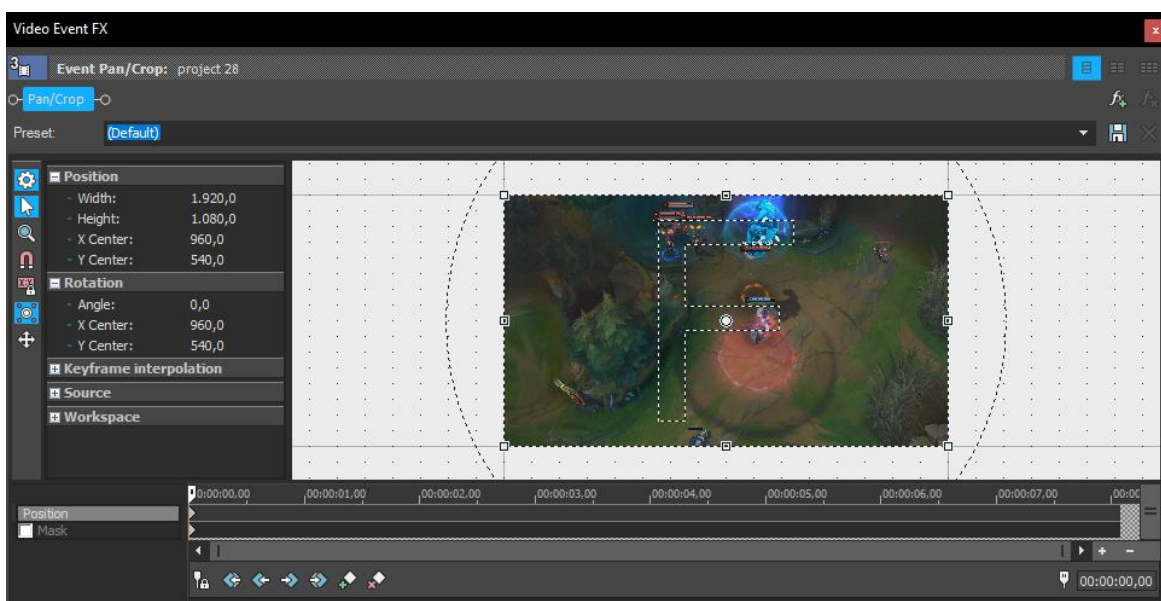 Video Event FX
x
3
Event Pan/Crop: project 28
Pan/Crop
fx
Preset: (Default)
Position
Width: 1.920,0
Height: 1.080,0
X Center: 960,0
Y Center: 540,0
Rotation
Angle: 0,0
X Center: 960,0
Y Center: 540,0
Keyframe interpolation
Source
Workspace
F
0:00:00,00 00:00:01,00 00:00:02,00 00:00:03,00 00:00:04,00 00:00:05,00 00:00:06,00 00:00:07,00 00:00
Position
Mask
00:00:00,00